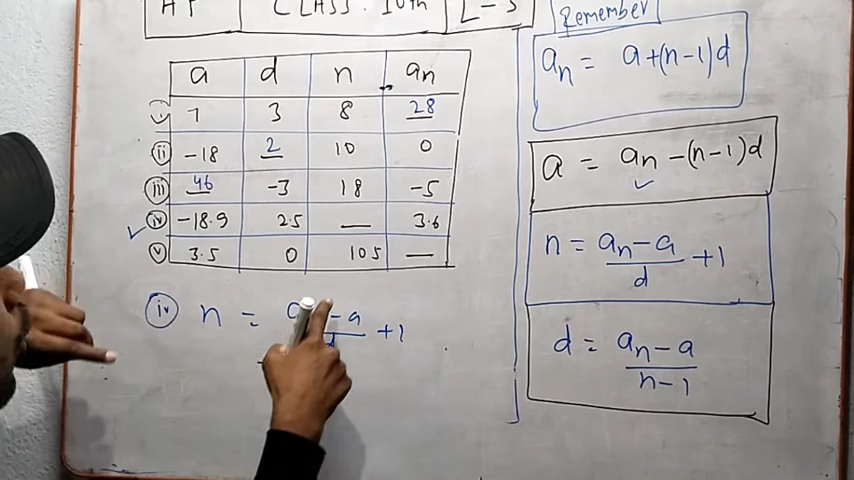 AP CLASS: 10th L-5
Remember
an = a+(n-1)d
a d n an
(i) 7 3 8 28
(ii) -18 2 10 0
(iii) 46 -3 18 -5
(iv) -18.9 2.5 — 3.6
(v) 3.5 0 105 —
a = an-(n-1)d
n = an-a/d +1
d = an-a/n-1
(iv) n = a -a/d +1